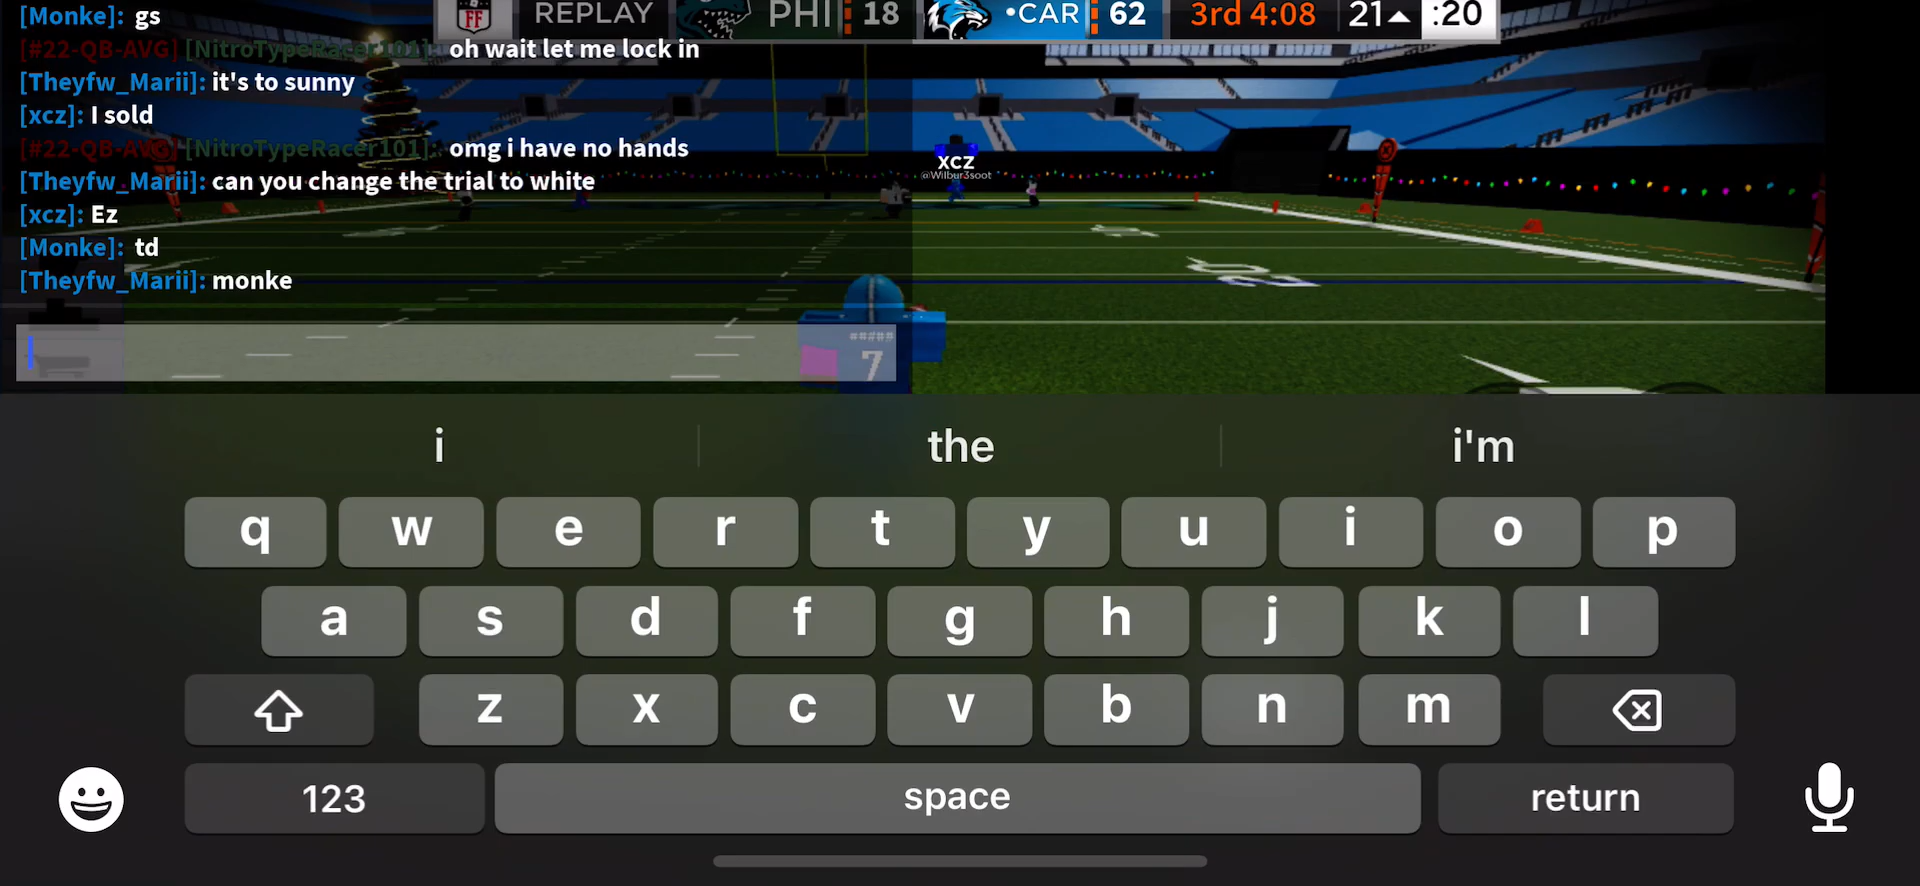 [Monke]: gs
FF REPLAY PHI 18 •CAR 62 3rd 4:08 21 :20
[#22-QB-AVG] [NitroTypeRacer101]: oh wait let me lock in
[Theyfw_Marii]: it's to sunny
[xcz]: I sold
[#22-QB-AVG] [NitroTypeRacer101]: omg i have no hands
xcz
@Wilbur3soot
[Theyfw_Marii]: can you change the trial to white
[xcz]: Ez
[Monke]: td
[Theyfw_Marii]: monke
#####
7
i the i'm
q w e r t y u i o p
a s d f g h j k l
z x c v b n m
123 space return